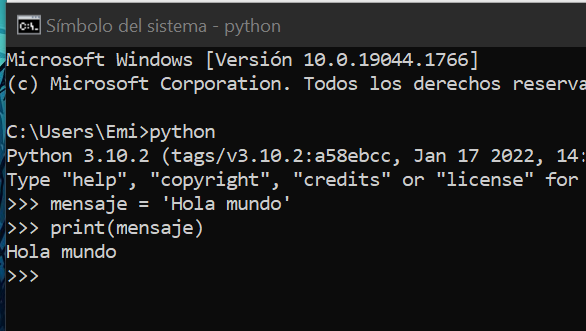 Símbolo del sistema - python
Microsoft Windows [Versión 10.0.19044.1766]
(c) Microsoft Corporation. Todos los derechos
C:\Users\Emi>python
Python 3.10.2 (tags/v3.10.2:a58ebcc, Jan 17 2022, 14:
Type "help", "copyright", "credits" or "license" for
>>> mensaje = 'Hola mundo'
>>> print(mensaje)
Hola mundo
>>>